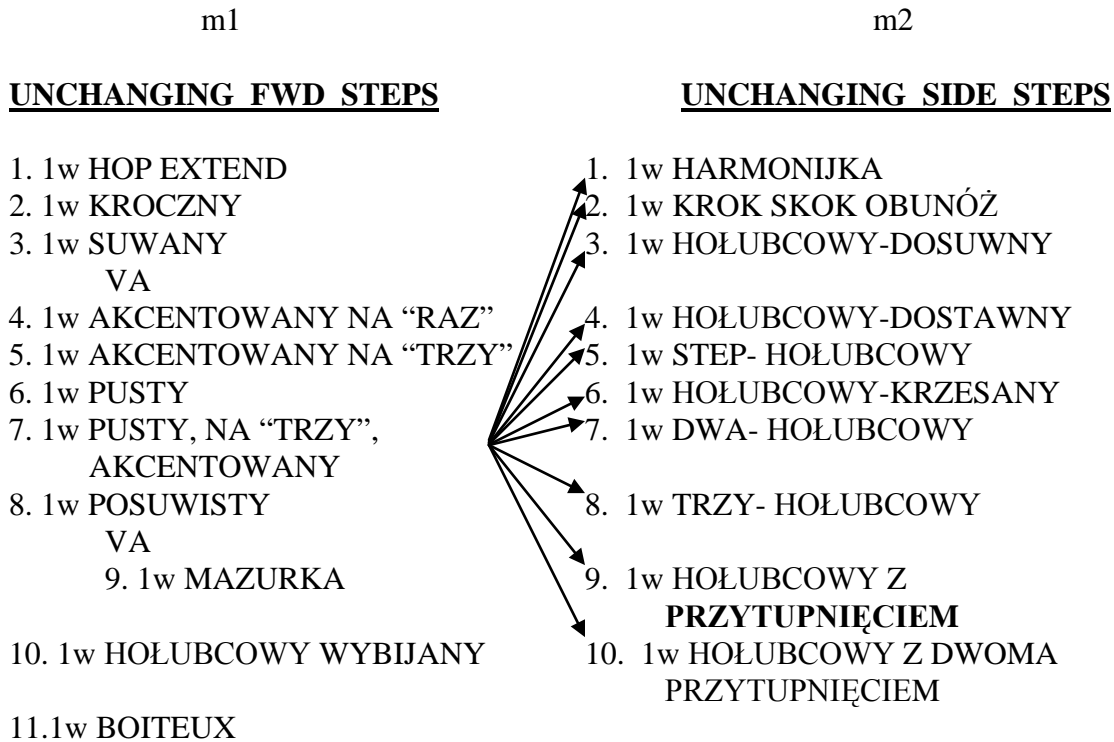 m1 m2
UNCHANGING FWD STEPS UNCHANGING SIDE STEPS
1. 1w HOP EXTEND 1. 1w HARMONIJKA
2. 1w KROCZNY 2. 1w KROK SKOK OBUNÓŻ
3. 1w SUWANY 3. 1w HOŁUBCOWY-DOSUWNY
VA
4. 1w AKCENTOWANY NA “RAZ” 4. 1w HOŁUBCOWY-DOSTAWNY
5. 1w AKCENTOWANY NA “TRZY” 5. 1w STEP- HOŁUBCOWY
6. 1w PUSTY 6. 1w HOŁUBCOWY-KRZESANY
7. 1w PUSTY, NA “TRZY”, 7. 1w DWA- HOŁUBCOWY
AKCENTOWANY
8. 1w POSUWISTY 8. 1w TRZY- HOŁUBCOWY
VA
9. 1w MAZURKA 9. 1w HOŁUBCOWY Z
PRZYTUPNIĘCIEM
10. 1w HOŁUBCOWY WYBIJANY 10. 1w HOŁUBCOWY Z DWOMA
PRZYTUPNIĘCIEM
11.1w BOITEUX